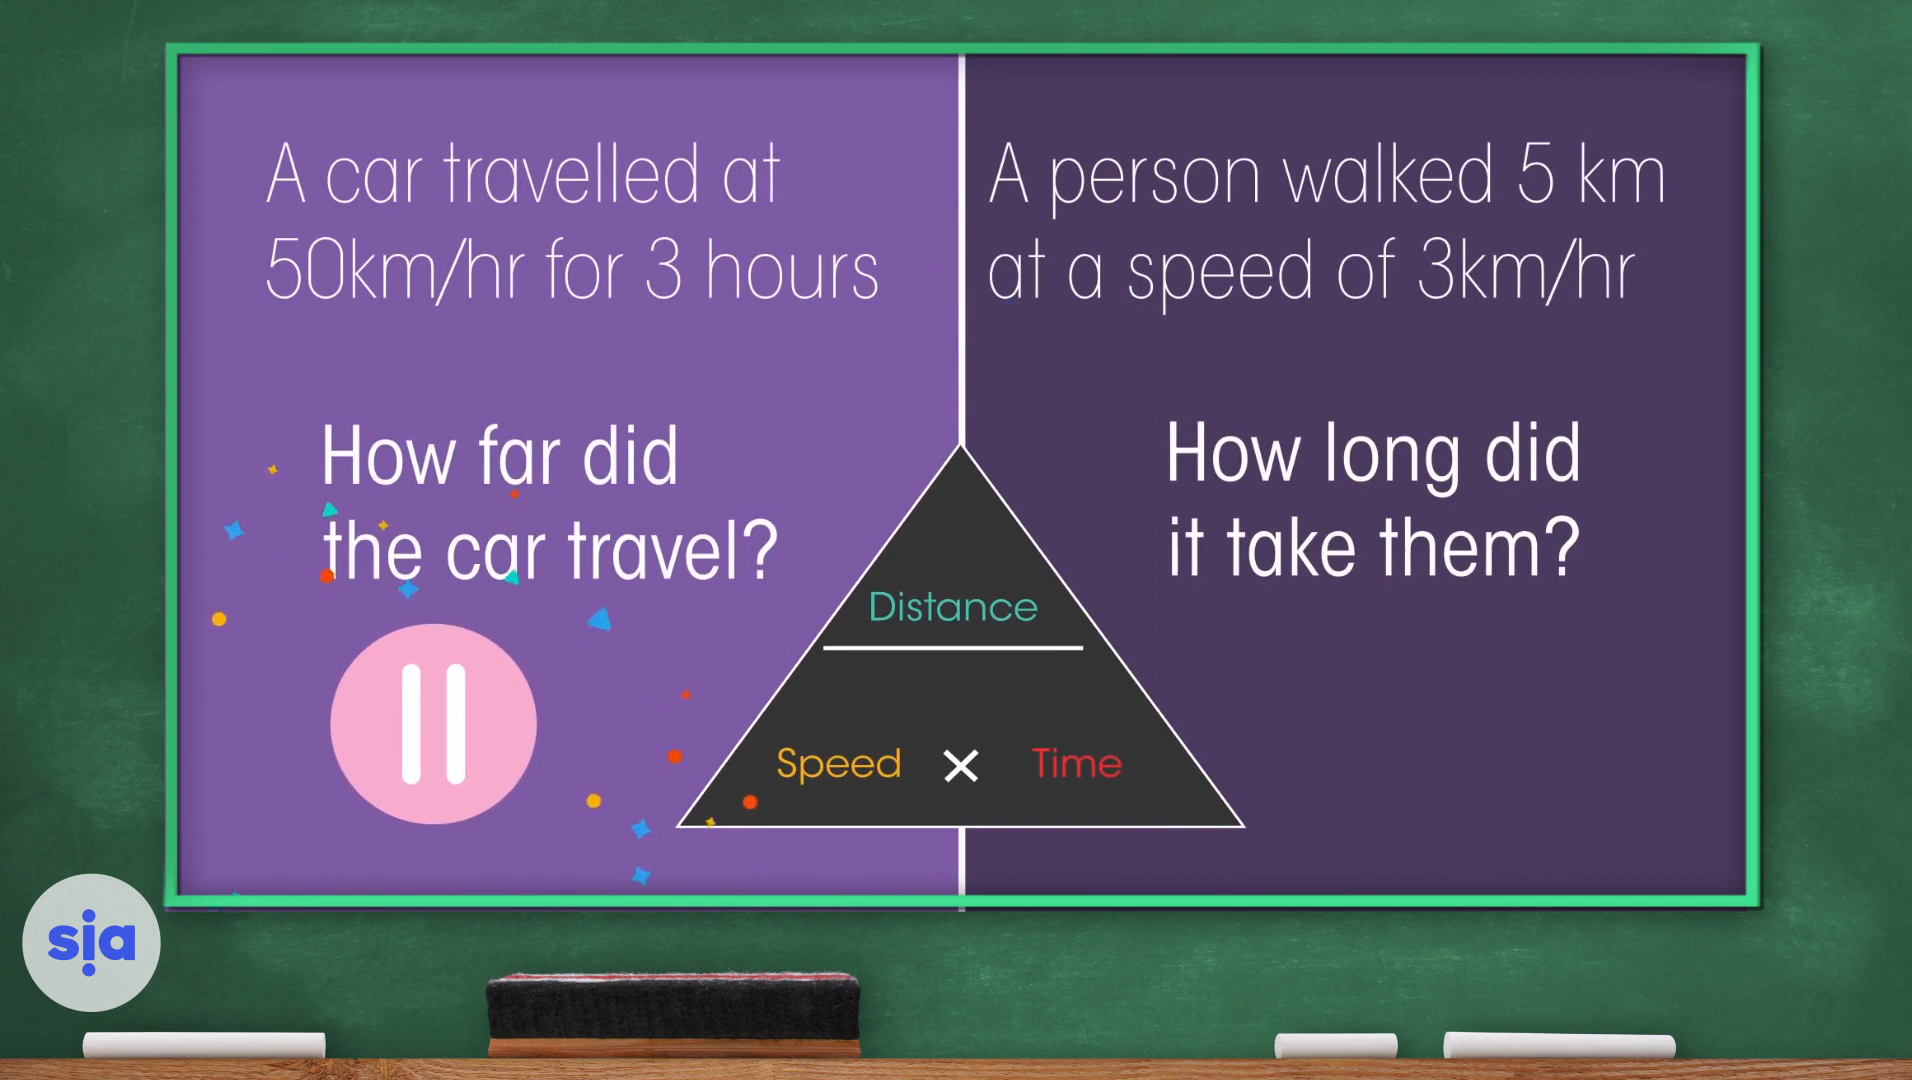 A car travelled at
50km/hr for 3 hours
How far did
the car travel?
A person walked 5 km
at a speed of 3km/hr
How long did
it take them?
Distance
Speed × Time
sia